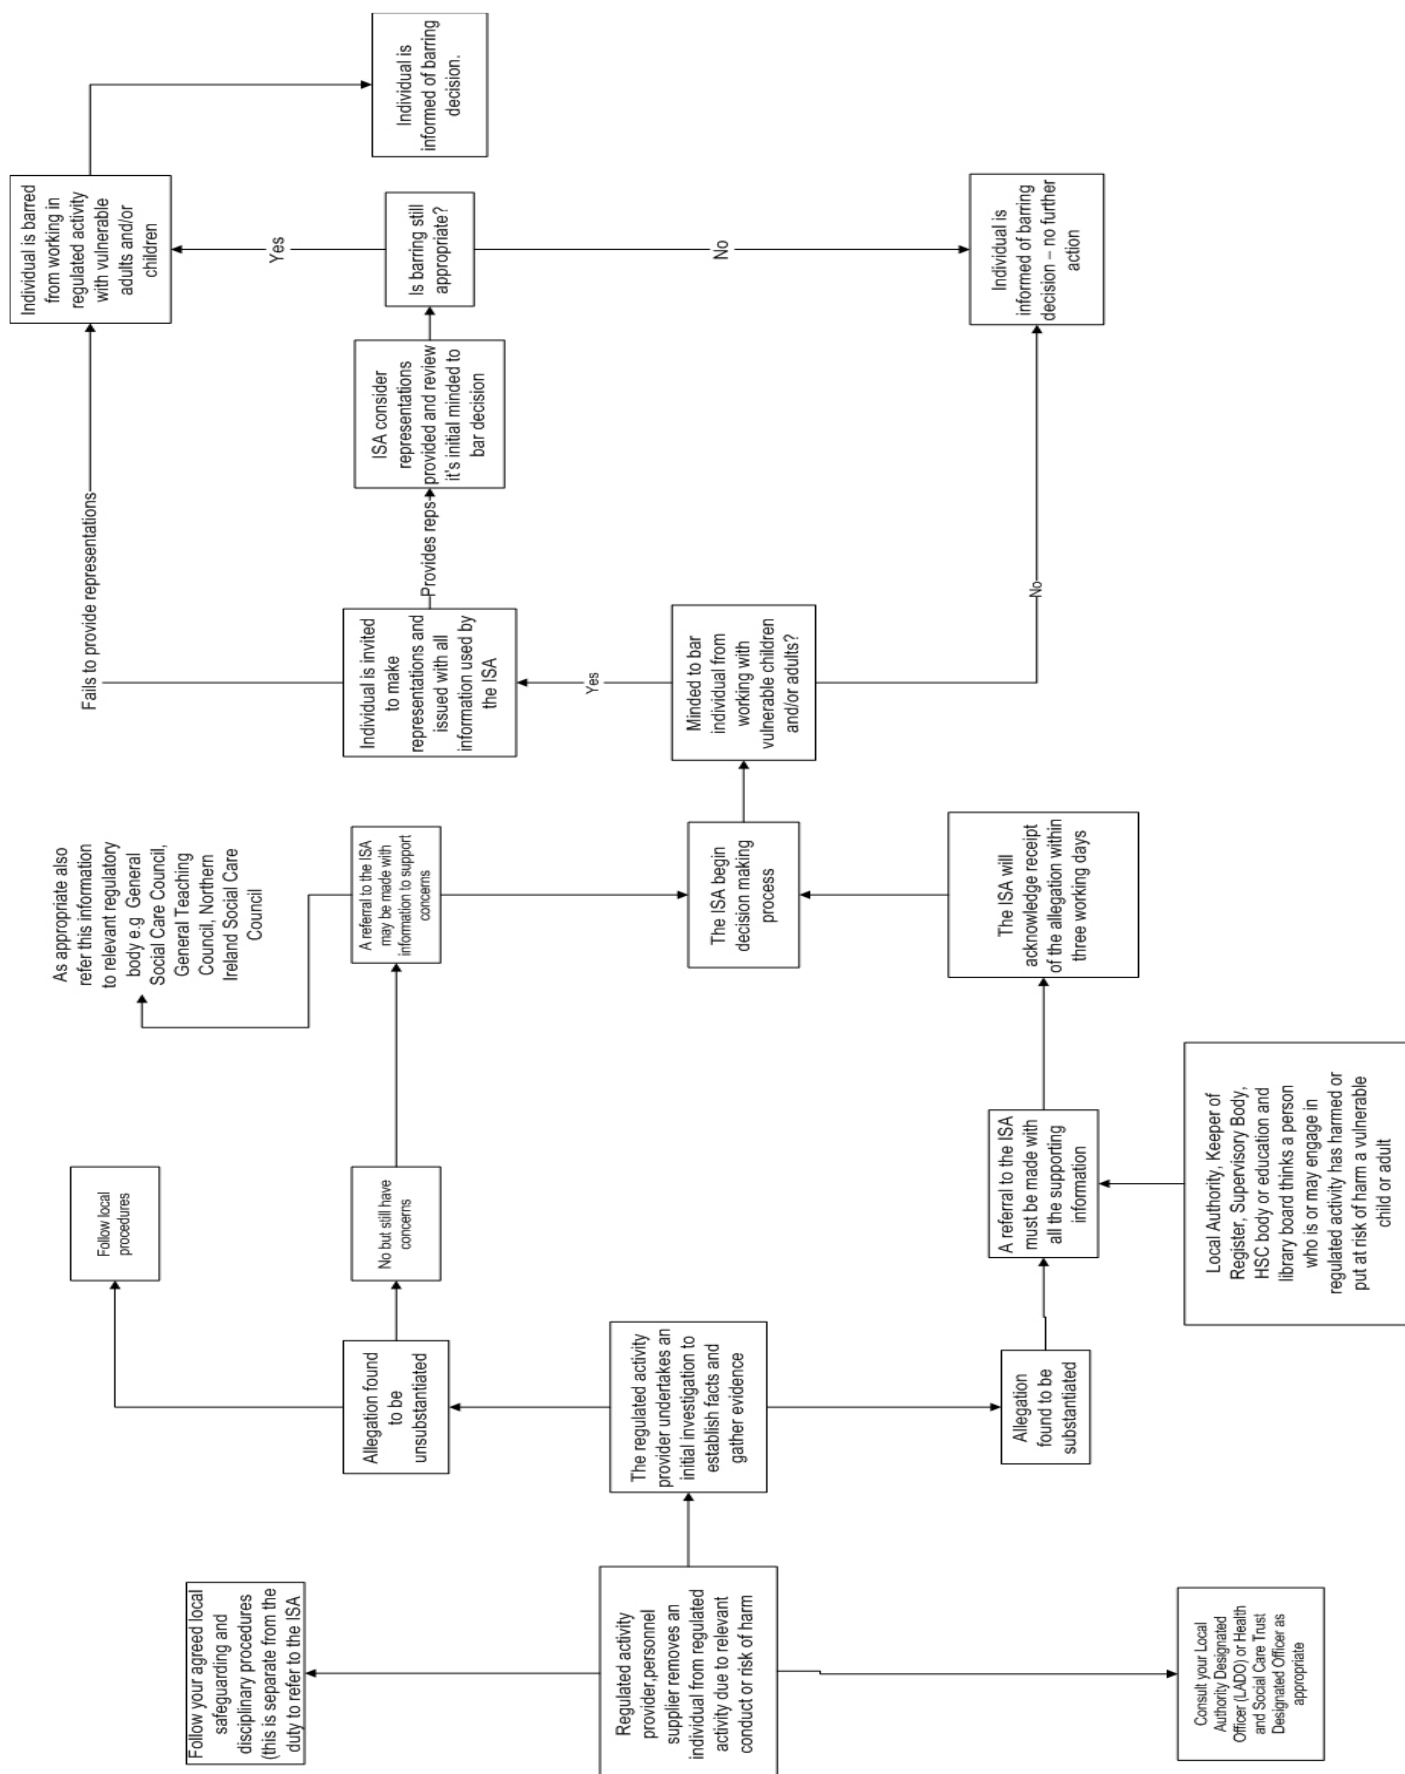 Follow your agreed local
safeguarding and
disciplinary procedures
(this is separate from the
duty to refer to the ISA
Regulated activity
provider,personnel
supplier removes an
individual from regulated
activity due to relevant
conduct or risk of harm
Consult your Local
Authority Designated
Officer (LADO) or Health
and Social Care Trust
Designated Officer as
appropriate
The regulated activity
provider undertakes an
initial investigation to
establish facts and
gather evidence
Allegation found
to be
unsubstantiated
Follow local
procedures
No but still have
concerns
Allegation
found to be
substantiated
A referral to the ISA
must be made with
all the supporting
information
Local Authority, Keeper of
Register, Supervisory Body,
HSC body or education and
library board thinks a person
who is or may engage in
regulated activity has harmed or
put at risk of harm a vulnerable
child or adult
As appropriate also
refer this information
to relevant regulatory
body e.g General
Social Care Council,
General Teaching
Council, Northern
Ireland Social Care
Council
A referral to the ISA
may be made with
information to support
concerns
The ISA begin
decision making
process
The ISA will
acknowledge receipt
of the allegation within
three working days
Minded to bar
individual from
working with
vulnerable children
and/or adults?
Yes
No
Individual is invited
to make
representations and
issued with all
information used by
the ISA
Fails to provide representations
Provides reps
ISA consider
representations
provided and review
it's initial minded to
bar decision
Is barring still
appropriate?
Yes
No
Individual is barred
from working in
regulated activity
with vulnerable
adults and/or
children
Individual is
informed of barring
decision.
Individual is
informed of barring
decision – no further
action